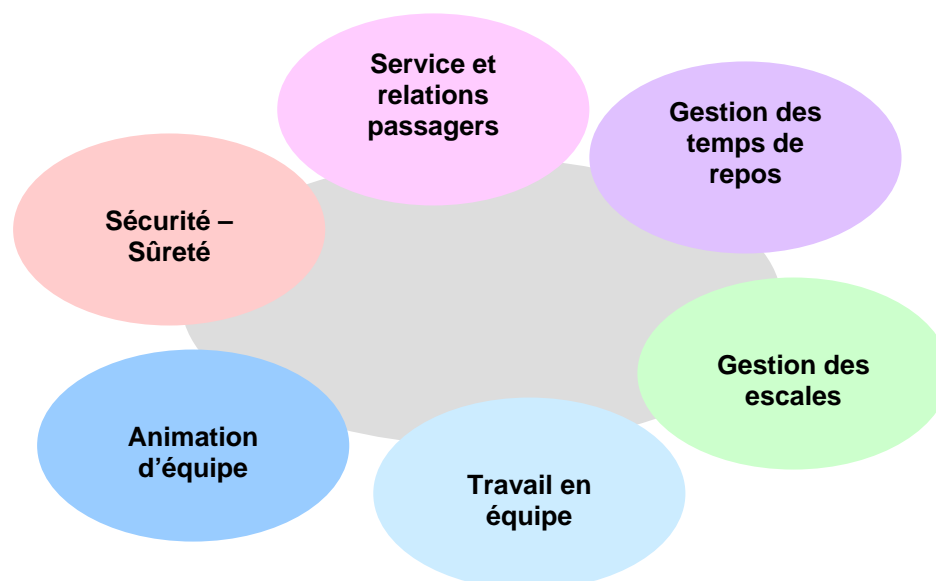 Service et
relations
passagers
Gestion des
temps de
repos
Sécurité –
Sûreté
Gestion des
escales
Animation
d’équipe
Travail en
équipe